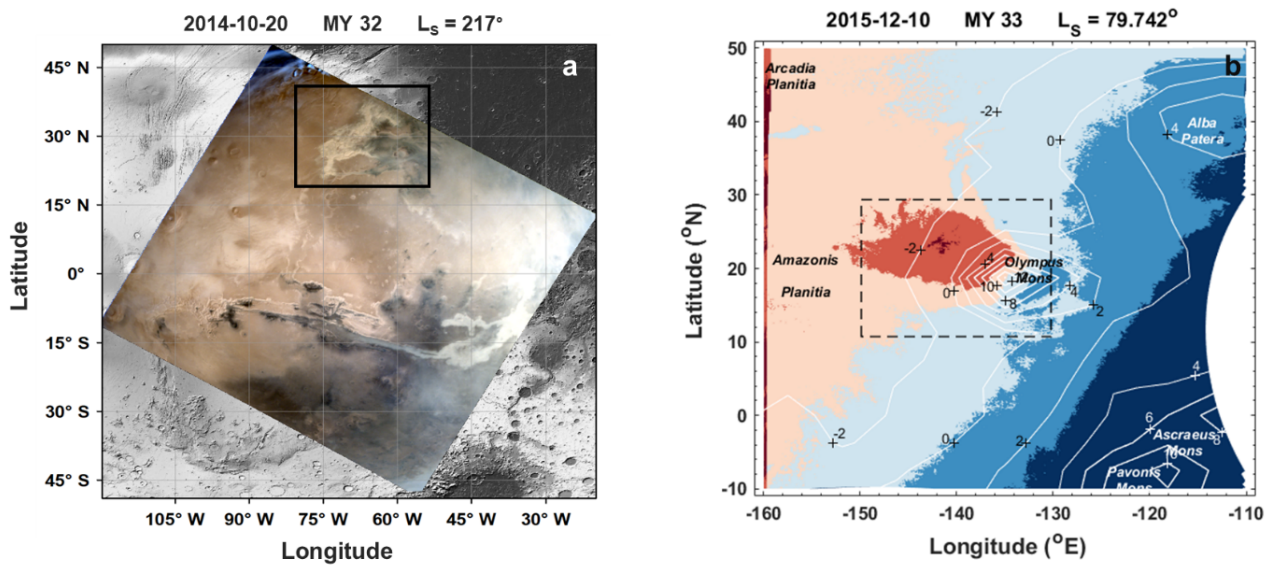 2014-10-20 MY 32 L_S = 217°
a
45° N
30° N
15° N
0°
15° S
30° S
45° S
Latitude
105° W 90° W 75° W 60° W 45° W 30° W
Longitude
2015-12-10 MY 33 L_S = 79.742°
b
50
40
30
20
10
0
-10
Latitude (°N)
Arcadia
Planitia
-2
0
4
Alba
Patera
Amazonis
Planitia
-2
4
Olympus
Mons
0
10
8
4
2
-2
0
2
4
6
Ascraeus
Mons
8
Pavonis
Mons
-160 -150 -140 -130 -120 -110
Longitude (°E)